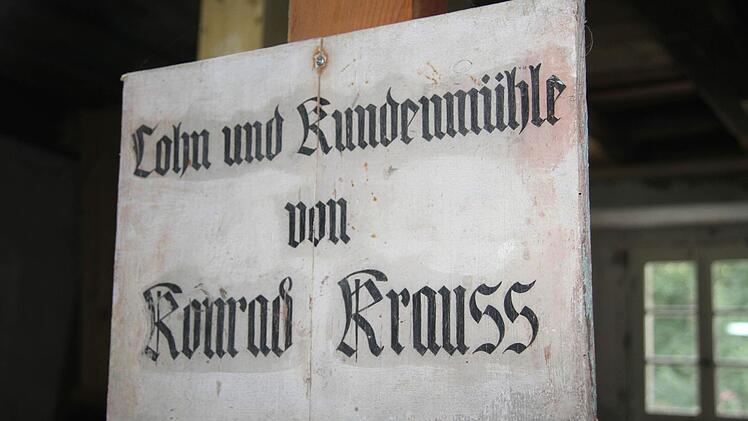 Lohn und Kundenmühle
von
Konrad Krauss